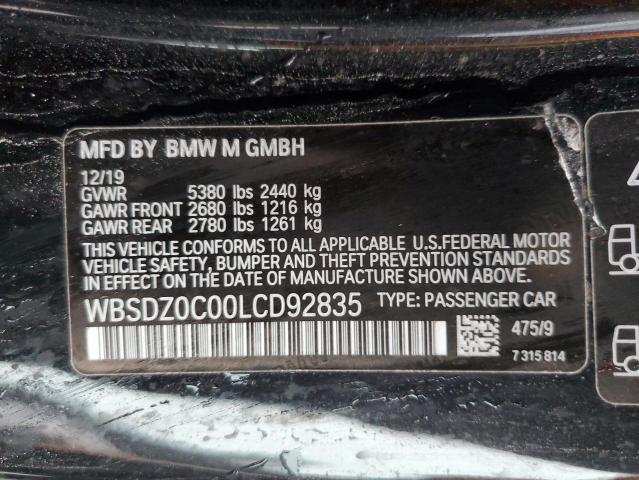 MFD BY BMW M GMBH
12/19
GVWR 5380 lbs 2440 kg
GAWR FRONT 2680 lbs 1216 kg
GAWR REAR 2780 lbs 1261 kg
THIS VEHICLE CONFORMS TO ALL APPLICABLE U.S.FEDERAL MOTOR
VEHICLE SAFETY, BUMPER AND THEFT PREVENTION STANDARDS
IN EFFECT ON THE DATE OF MANUFACTURE SHOWN ABOVE.
WBSDZ0C00LCD92835 TYPE: PASSENGER CAR
475/9
7 315 814